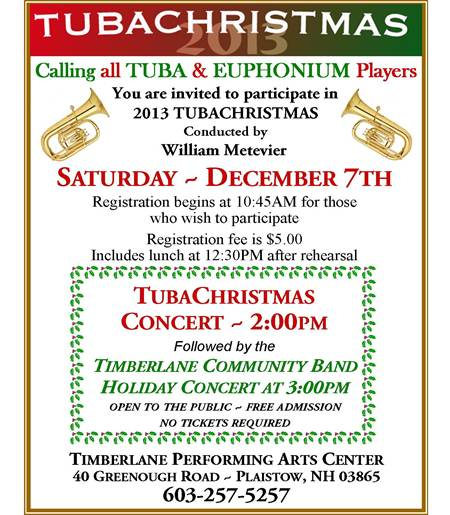 TUBACHRISTMAS
2013
Calling all TUBA & EUPHONIUM Players
You are invited to participate in
2013 TUBACHRISTMAS
Conducted by
William Metevier
SATURDAY ~ DECEMBER 7TH
Registration begins at 10:45AM for those
who wish to participate
Registration fee is $5.00
Includes lunch at 12:30PM after rehearsal
TUBACHRISTMAS
CONCERT ~ 2:00PM
Followed by the
TIMBERLANE COMMUNITY BAND
HOLIDAY CONCERT AT 3:00PM
OPEN TO THE PUBLIC ~ FREE ADMISSION
NO TICKETS REQUIRED
TIMBERLANE PERFORMING ARTS CENTER
40 GREENOUGH ROAD ~ PLAISTOW, NH 03865
603-257-5257